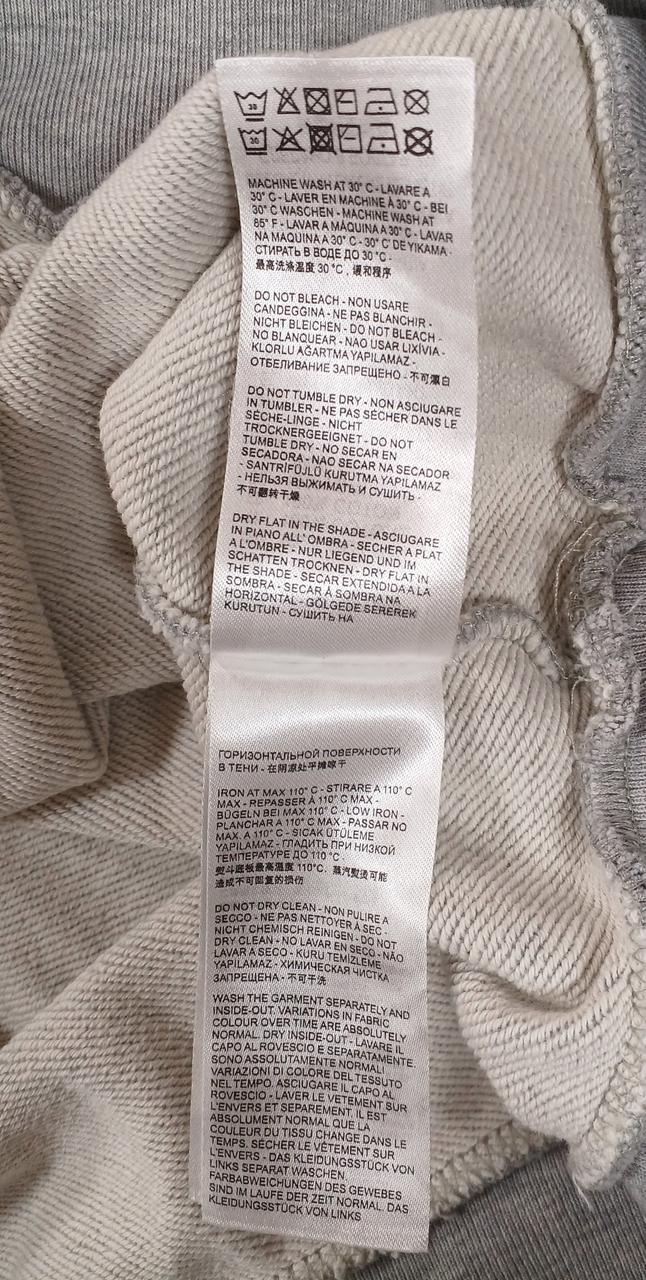 30
30
MACHINE WASH AT 30° C - LAVARE A
30° C - LAVER EN MACHINE À 30° C - BEI
30° C WASCHEN - MACHINE WASH AT
85° F - LAVAR A MÁQUINA A 30° C - LAVAR
NA MÁQUINA A 30° C - 30° C' DE YIKAMA -
СТИРАТЬ В ВОДЕ ДО 30 °C -
最高洗涤温度 30 °C , 缓和程序
DO NOT BLEACH - NON USARE
CANDEGGINA - NE PAS BLANCHIR -
NICHT BLEICHEN - DO NOT BLEACH -
NO BLANQUEAR - NAO USAR LIXÍVIA -
KLORLU AĞARTMA YAPILAMAZ -
ОТБЕЛИВАНИЕ ЗАПРЕЩЕНО - 不可漂白
DO NOT TUMBLE DRY - NON ASCIUGARE
IN TUMBLER - NE PAS SÉCHER DANS LE
SÉCHE-LINGE - NICHT
TROCKNERGEEIGNET - DO NOT
TUMBLE DRY - NO SECAR EN
SECADORA - NAO SECAR NA SECADOR
- SANTRİFÜJLÜ KURUTMA YAPILAMAZ
- НЕЛЬЗЯ ВЫЖИМАТЬ И СУШИТЬ -
不可翻转干燥
DRY FLAT IN THE SHADE - ASCIUGARE
IN PIANO ALL' OMBRA - SECHER A PLAT
A L'OMBRE - NUR LIEGEND UND IM
SCHATTEN TROCKNEN - DRY FLAT IN
THE SHADE - SECAR EXTENDIDA A LA
SOMBRA - SECAR Á SOMBRA NA
HORIZONTAL - GÖLGEDE SEREREK
KURUTUN - СУШИТЬ НА
ГОРИЗОНТАЛЬНОЙ ПОВЕРХНОСТИ
В ТЕНИ - 在阴凉处平摊晾干
IRON AT MAX 110° C - STIRARE A 110° C
MAX - REPASSER À 110° C MAX -
BÜGELN BEI MAX 110° C - LOW IRON -
PLANCHAR A 110° C MAX - PASSAR NO
MAX. A 110° C - SICAK ÜTÜLEME
YAPILAMAZ - ГЛАДИТЬ ПРИ НИЗКОЙ
ТЕМПЕРАТУРЕ ДО 110 °C -
熨斗底板最高温度 110°C, 蒸汽熨烫可能
造成不可回复的损伤
DO NOT DRY CLEAN - NON PULIRE A
SECCO - NE PAS NETTOYER À SEC -
NICHT CHEMISCH REINIGEN - DO NOT
DRY CLEAN - NO LAVAR EN SECO - NÃO
LAVAR A SECO - KURU TEMİZLEME
YAPILAMAZ - ХИМИЧЕСКАЯ ЧИСТКА
ЗАПРЕЩЕНА - 不可干洗
WASH THE GARMENT SEPARATELY AND
INSIDE-OUT. VARIATIONS IN FABRIC
COLOUR OVER TIME ARE ABSOLUTELY
NORMAL. DRY INSIDE-OUT - LAVARE IL
CAPO AL ROVESCIO E SEPARATAMENTE.
SONO ASSOLUTAMENTE NORMALI
VARIAZIONI DI COLORE DEL TESSUTO
NEL TEMPO. ASCIUGARE IL CAPO AL
ROVESCIO - LAVER LE VETEMENT SUR
L'ENVERS ET SEPAREMENT. IL EST
ABSOLUMENT NORMAL QUE LA
COULEUR DU TISSU CHANGE DANS LE
TEMPS. SÉCHER LE VÊTEMENT SUR
L'ENVERS - DAS KLEIDUNGSSTÜCK VON
LINKS SEPARAT WASCHEN.
FARBABWEICHUNGEN DES GEWEBES
SIND IM LAUFE DER ZEIT NORMAL. DAS
KLEIDUNGSSTÜCK VON LINKS